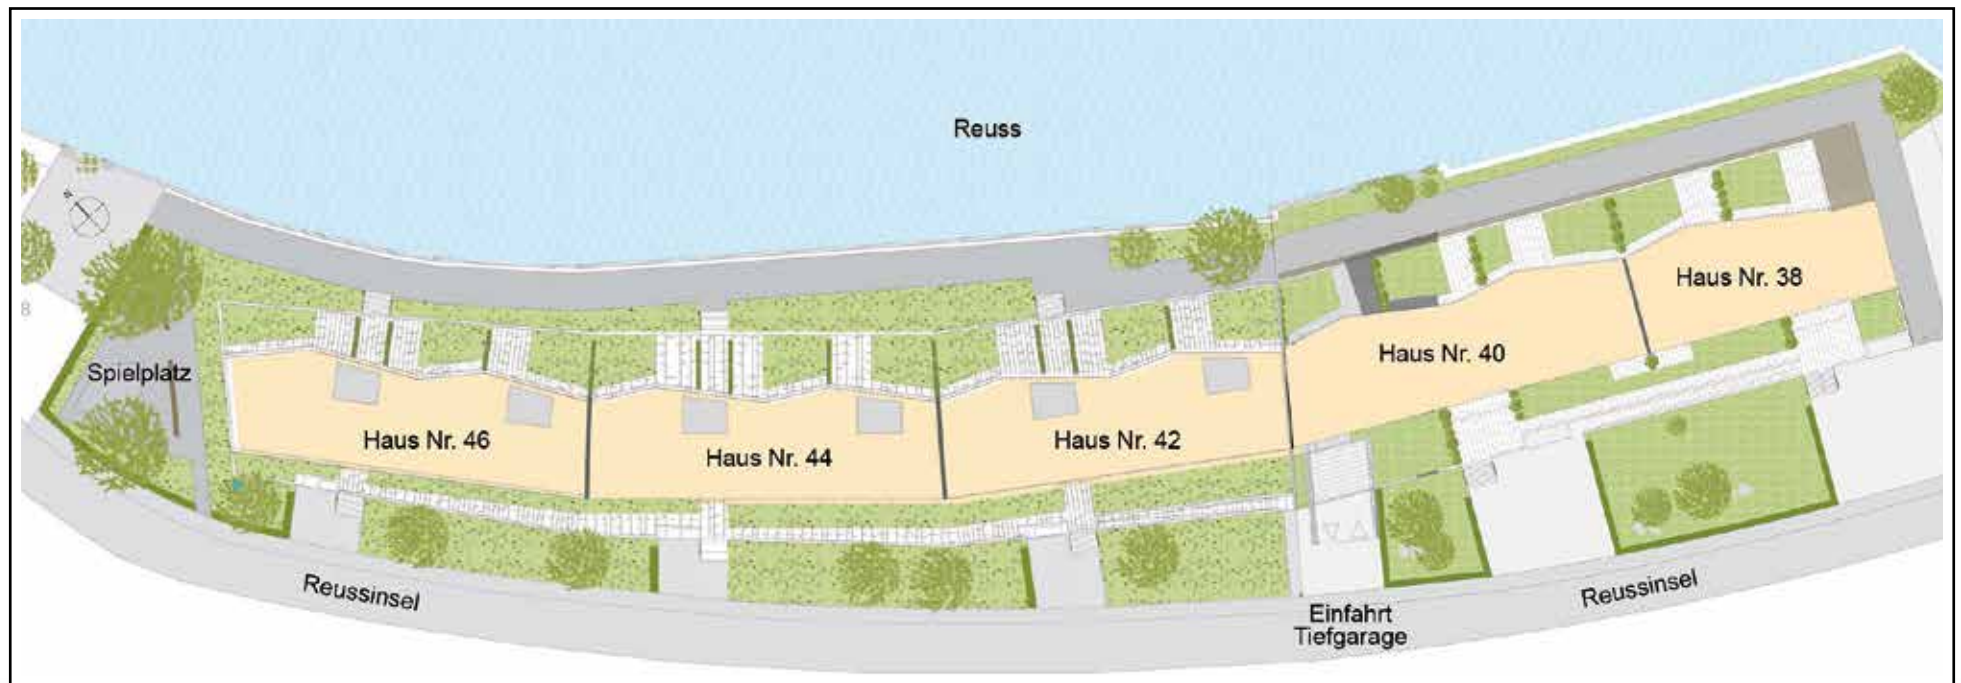 Reuss
Haus Nr. 38
Haus Nr. 40
Spielplatz
Haus Nr. 46
Haus Nr. 44
Haus Nr. 42
Reussinsel
Reussinsel
Einfahrt
Tiefgarage
8